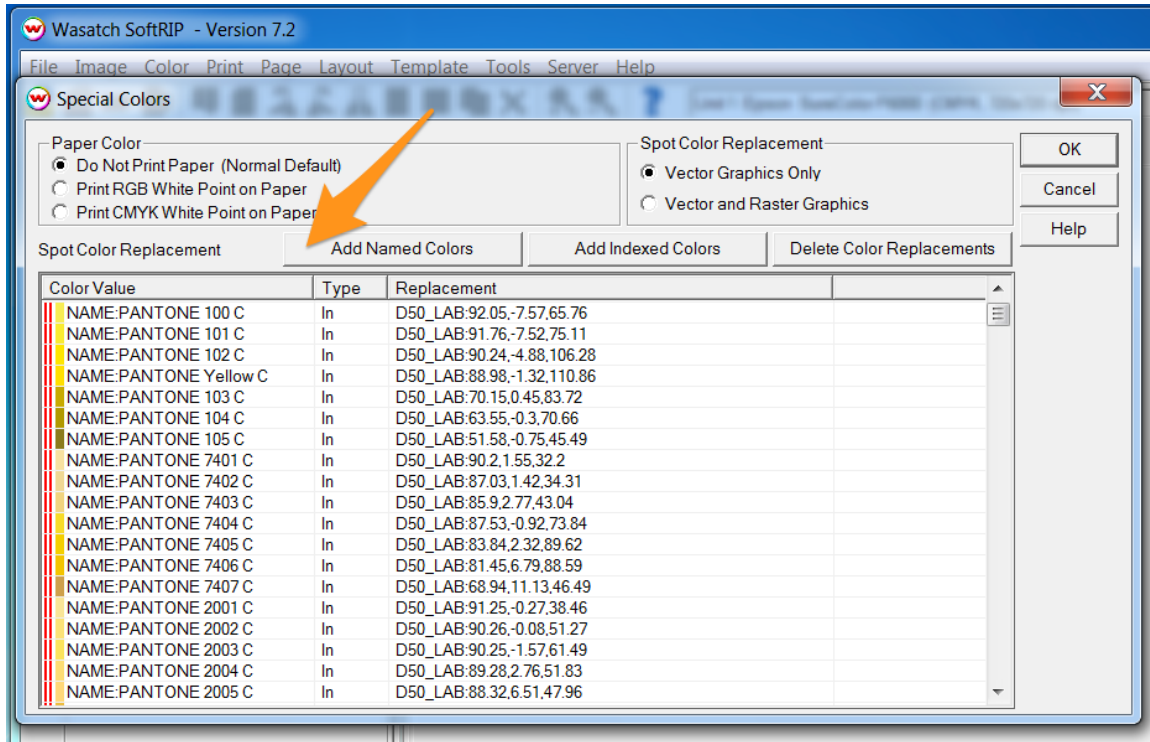 Wasatch SoftRIP - Version 7.2
File Image Color Print Page Layout Template Tools Server Help
Special Colors
Paper Color
Do Not Print Paper (Normal Default)
Print RGB White Point on Paper
Print CMYK White Point on Paper
Spot Color Replacement
Vector Graphics Only
Vector and Raster Graphics
OK
Cancel
Help
Spot Color Replacement Add Named Colors Add Indexed Colors Delete Color Replacements
Color Value Type Replacement
NAME:PANTONE 100 C In D50_LAB:92.05,-7.57,65.76
NAME:PANTONE 101 C In D50_LAB:91.76,-7.52,75.11
NAME:PANTONE 102 C In D50_LAB:90.24,-4.88,106.28
NAME:PANTONE Yellow C In D50_LAB:88.98,-1.32,110.86
NAME:PANTONE 103 C In D50_LAB:70.15,0.45,83.72
NAME:PANTONE 104 C In D50_LAB:63.55,-0.3,70.66
NAME:PANTONE 105 C In D50_LAB:51.58,-0.75,45.49
NAME:PANTONE 7401 C In D50_LAB:90.2,1.55,32.2
NAME:PANTONE 7402 C In D50_LAB:87.03,1.42,34.31
NAME:PANTONE 7403 C In D50_LAB:85.9,2.77,43.04
NAME:PANTONE 7404 C In D50_LAB:87.53,-0.92,73.84
NAME:PANTONE 7405 C In D50_LAB:83.84,2.32,89.62
NAME:PANTONE 7406 C In D50_LAB:81.45,6.79,88.59
NAME:PANTONE 7407 C In D50_LAB:68.94,11.13,46.49
NAME:PANTONE 2001 C In D50_LAB:91.25,-0.27,38.46
NAME:PANTONE 2002 C In D50_LAB:90.26,-0.08,51.27
NAME:PANTONE 2003 C In D50_LAB:90.25,-1.57,61.49
NAME:PANTONE 2004 C In D50_LAB:89.28,2.76,51.83
NAME:PANTONE 2005 C In D50_LAB:88.32,6.51,47.96